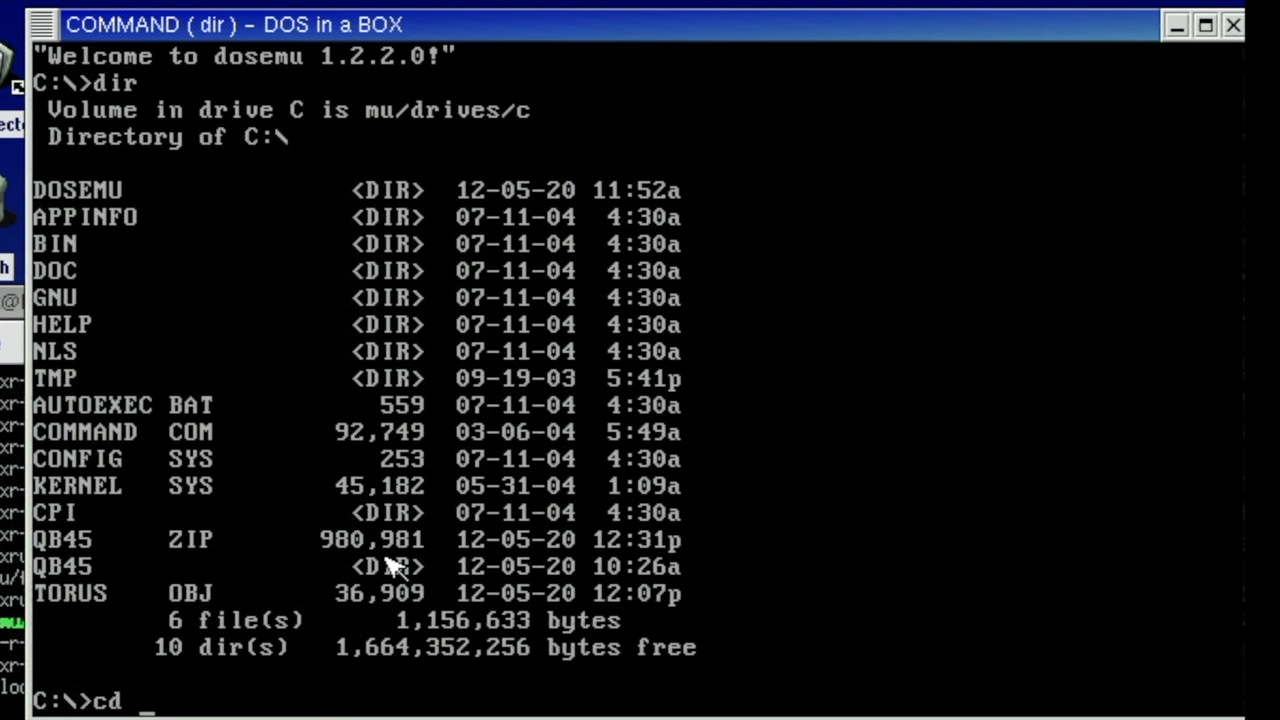 COMMAND ( dir ) - DOS in a BOX
"Welcome to dosemu 1.2.2.0!"
C:\>dir
Volume in drive C is mu/drives/c
Directory of C:\
DOSEMU <DIR> 12-05-20 11:52a
APPINFO <DIR> 07-11-04 4:30a
BIN <DIR> 07-11-04 4:30a
DOC <DIR> 07-11-04 4:30a
GNU <DIR> 07-11-04 4:30a
HELP <DIR> 07-11-04 4:30a
NLS <DIR> 07-11-04 4:30a
TMP <DIR> 09-19-03 5:41p
AUTOEXEC BAT 559 07-11-04 4:30a
COMMAND COM 92,749 03-06-04 5:49a
CONFIG SYS 253 07-11-04 4:30a
KERNEL SYS 45,182 05-31-04 1:09a
CPI <DIR> 07-11-04 4:30a
QB45 ZIP 980,981 12-05-20 12:31p
QB45 <DIR> 12-05-20 10:26a
TORUS OBJ 36,909 12-05-20 12:07p
6 file(s) 1,156,633 bytes
10 dir(s) 1,664,352,256 bytes free
C:\>cd _